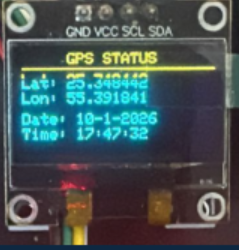 GND VCC SCL SDA
GPS STATUS
Lat: 25.348442
Lon: 55.391841
Date: 10-1-2026
Time: 17:47:32